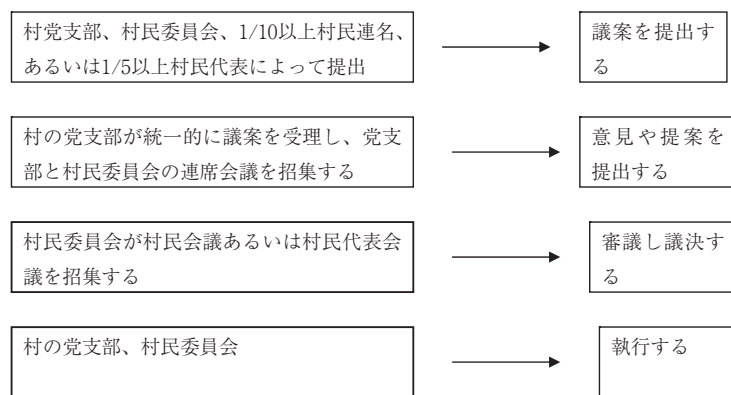 村党支部、村民委員会、1/10以上村民連名、
あるいは1/5以上村民代表によって提出
議案を提出す
る
村の党支部が統一的に議案を受理し、党支
部と村民委員会の連席会議を招集する
意見や提案を
提出する
村民委員会が村民会議あるいは村民代表会
議を招集する
審議し議決す
る
村の党支部、村民委員会
執行する